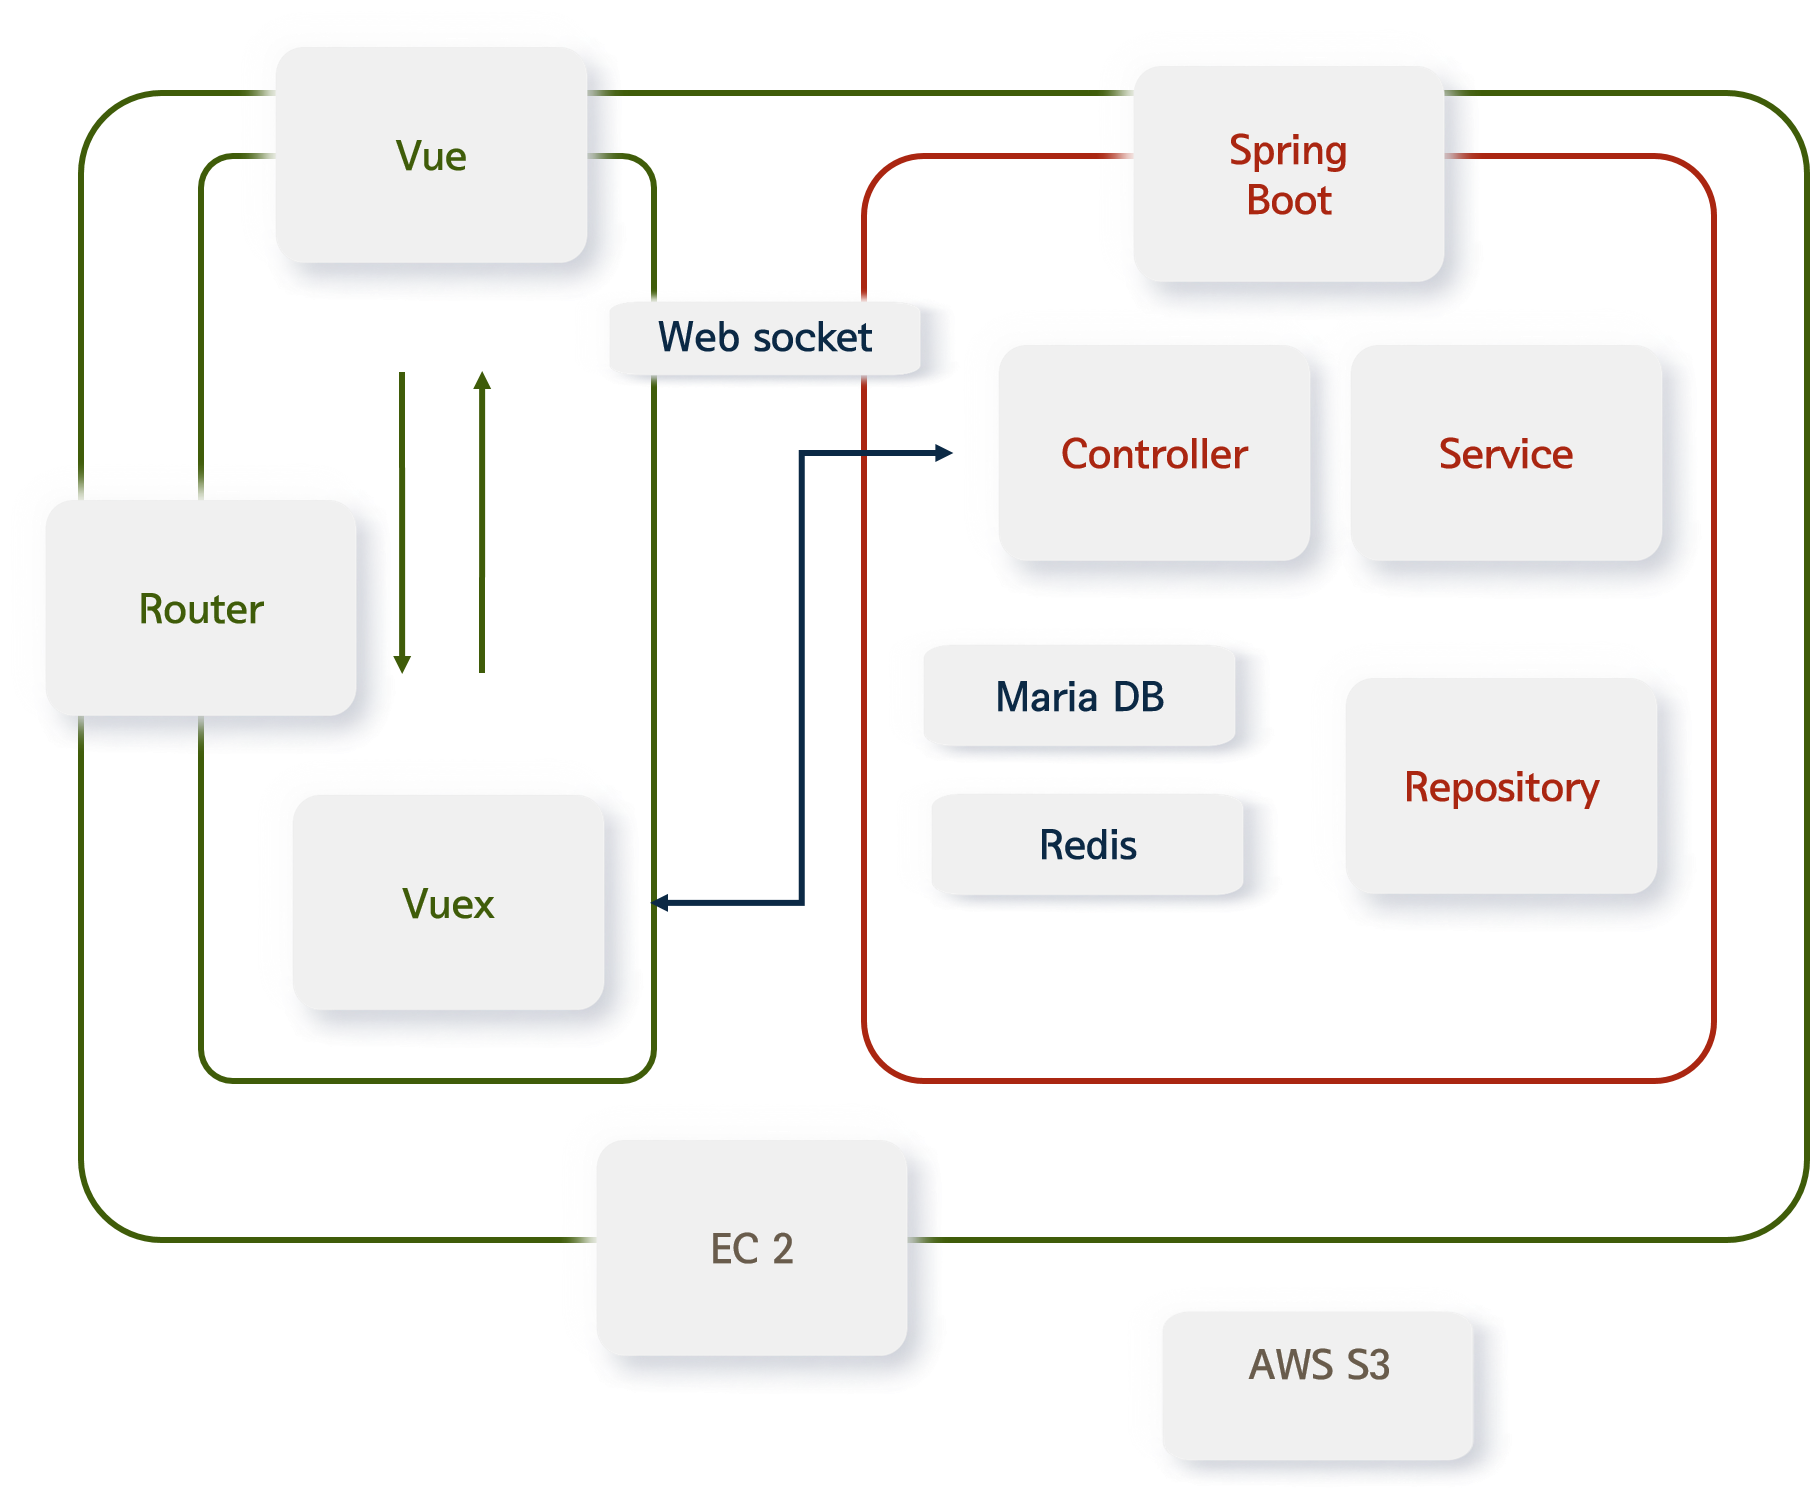 Vue
Spring
Boot
Web socket
Controller
Service
Router
Maria DB
Repository
Redis
Vuex
EC 2
AWS S3